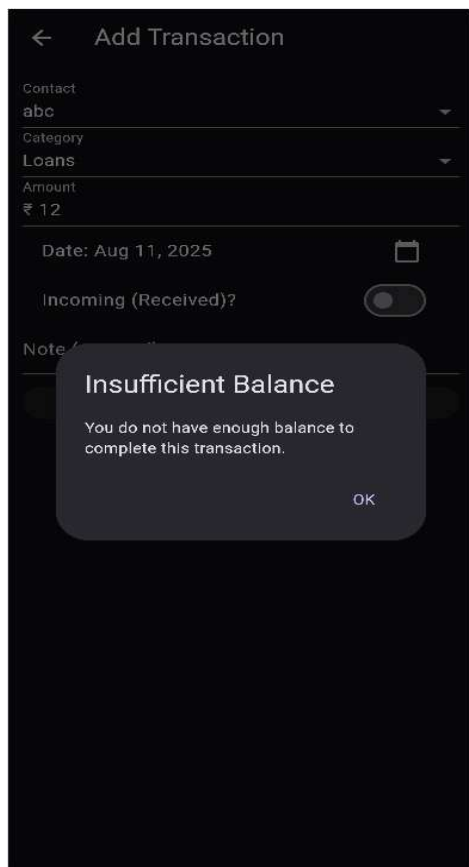 Add Transaction
Contact
abc
Category
Loans
Amount
₹ 12
Date: Aug 11, 2025
Incoming (Received)?
Note
Insufficient Balance
You do not have enough balance to
complete this transaction.
OK